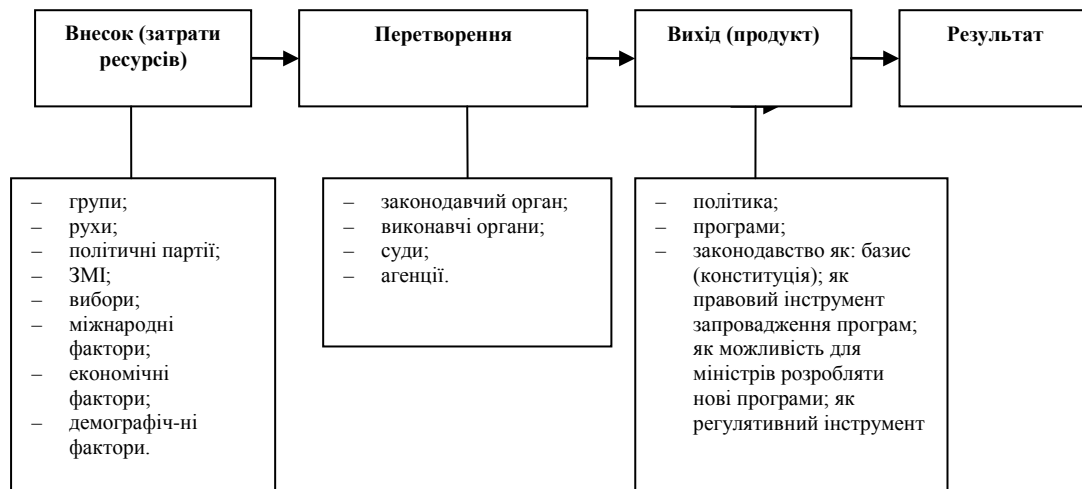 Внесок (затрати
ресурсів)
Перетворення
Вихід (продукт)
Результат
– групи;
– рухи;
– політичні партії;
– ЗМІ;
– вибори;
– міжнародні
фактори;
– економічні
фактори;
– демографіч-ні
фактори.
– законодавчий орган;
– виконавчі органи;
– суди;
– агенції.
– політика;
– програми;
– законодавство як: базис
(конституція); як
правовий інструмент
запровадження програм;
як можливість для
міністрів розробляти
нові програми; як
регулятивний інструмент